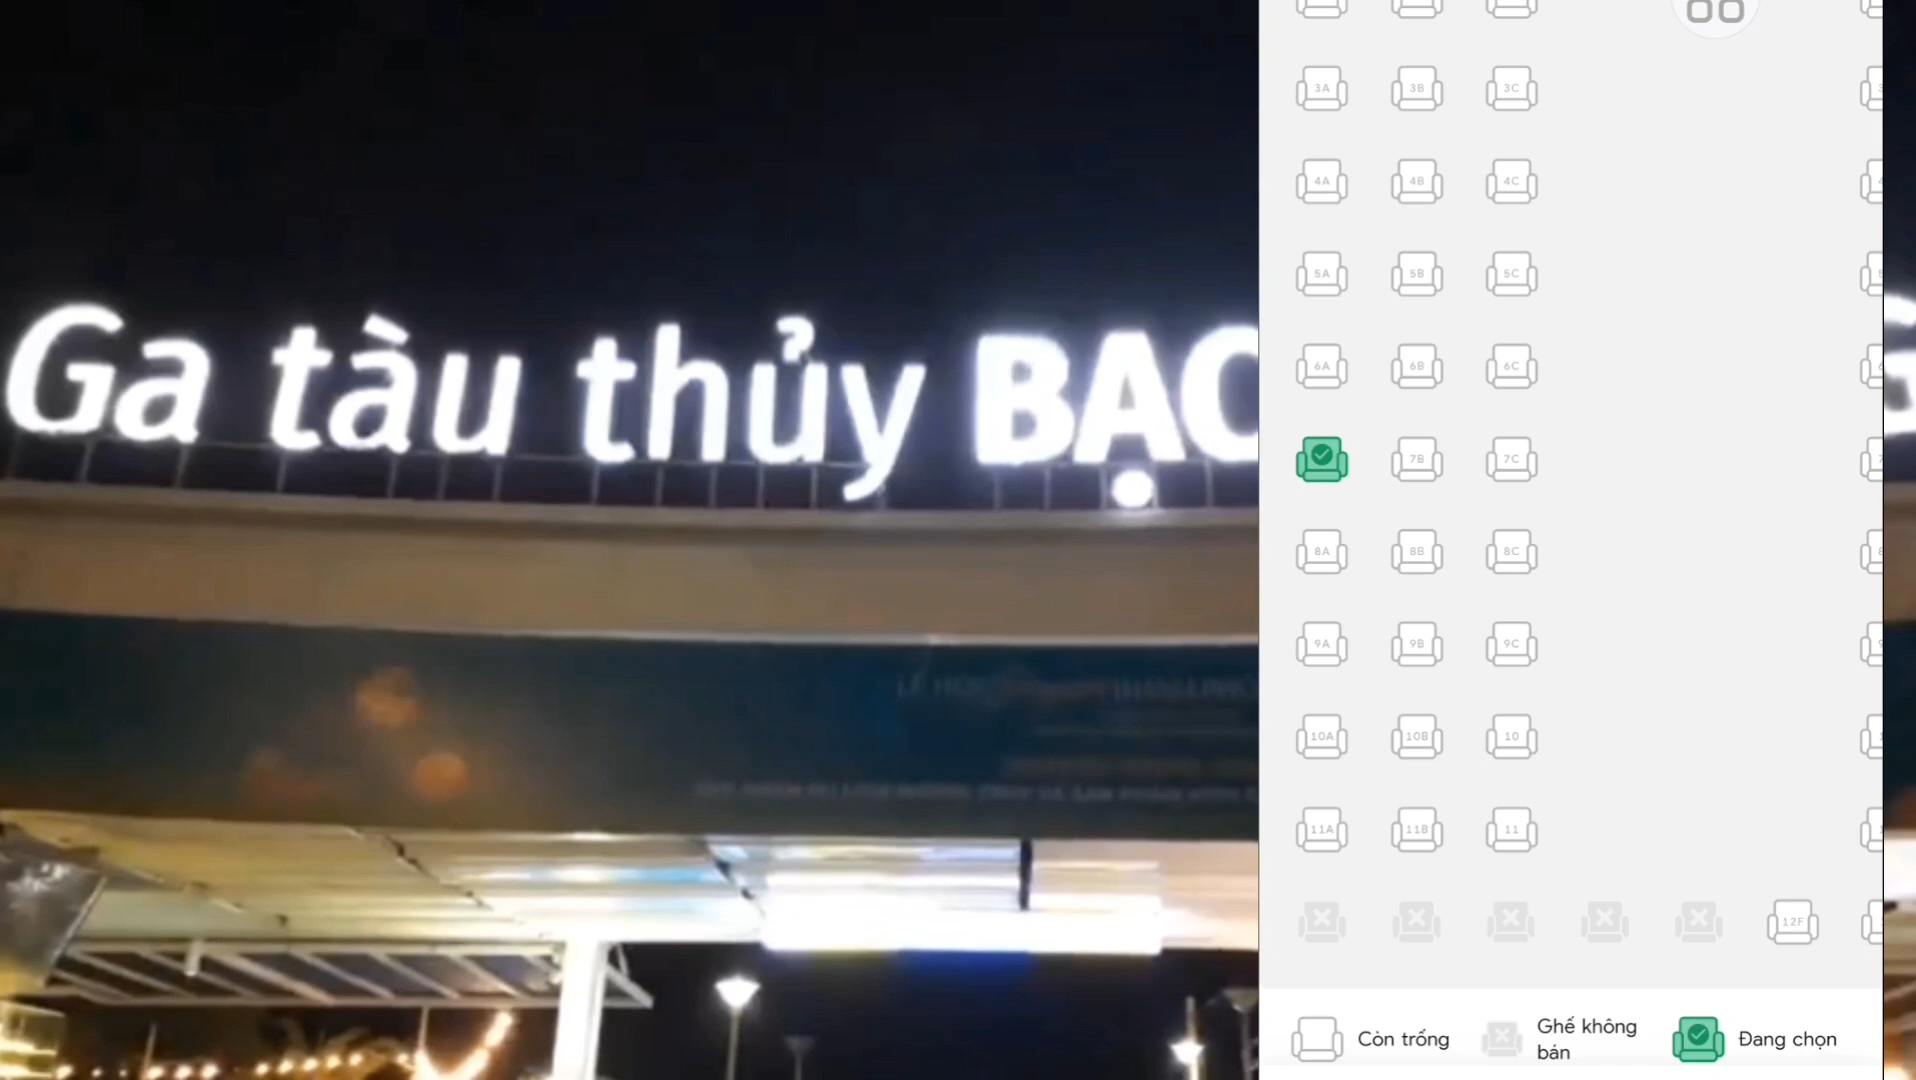 Ga tàu thủy BẠC
LỄ HỘI
3A 3B 3C
4A 4B 4C
5A 5B 5C
6A 6B 6C
7B 7C
8A 8B 8C
9A 9B 9C
10A 10B 10
11A 11B 11
12F
Còn trống
Ghế không
bán
Đang chọn